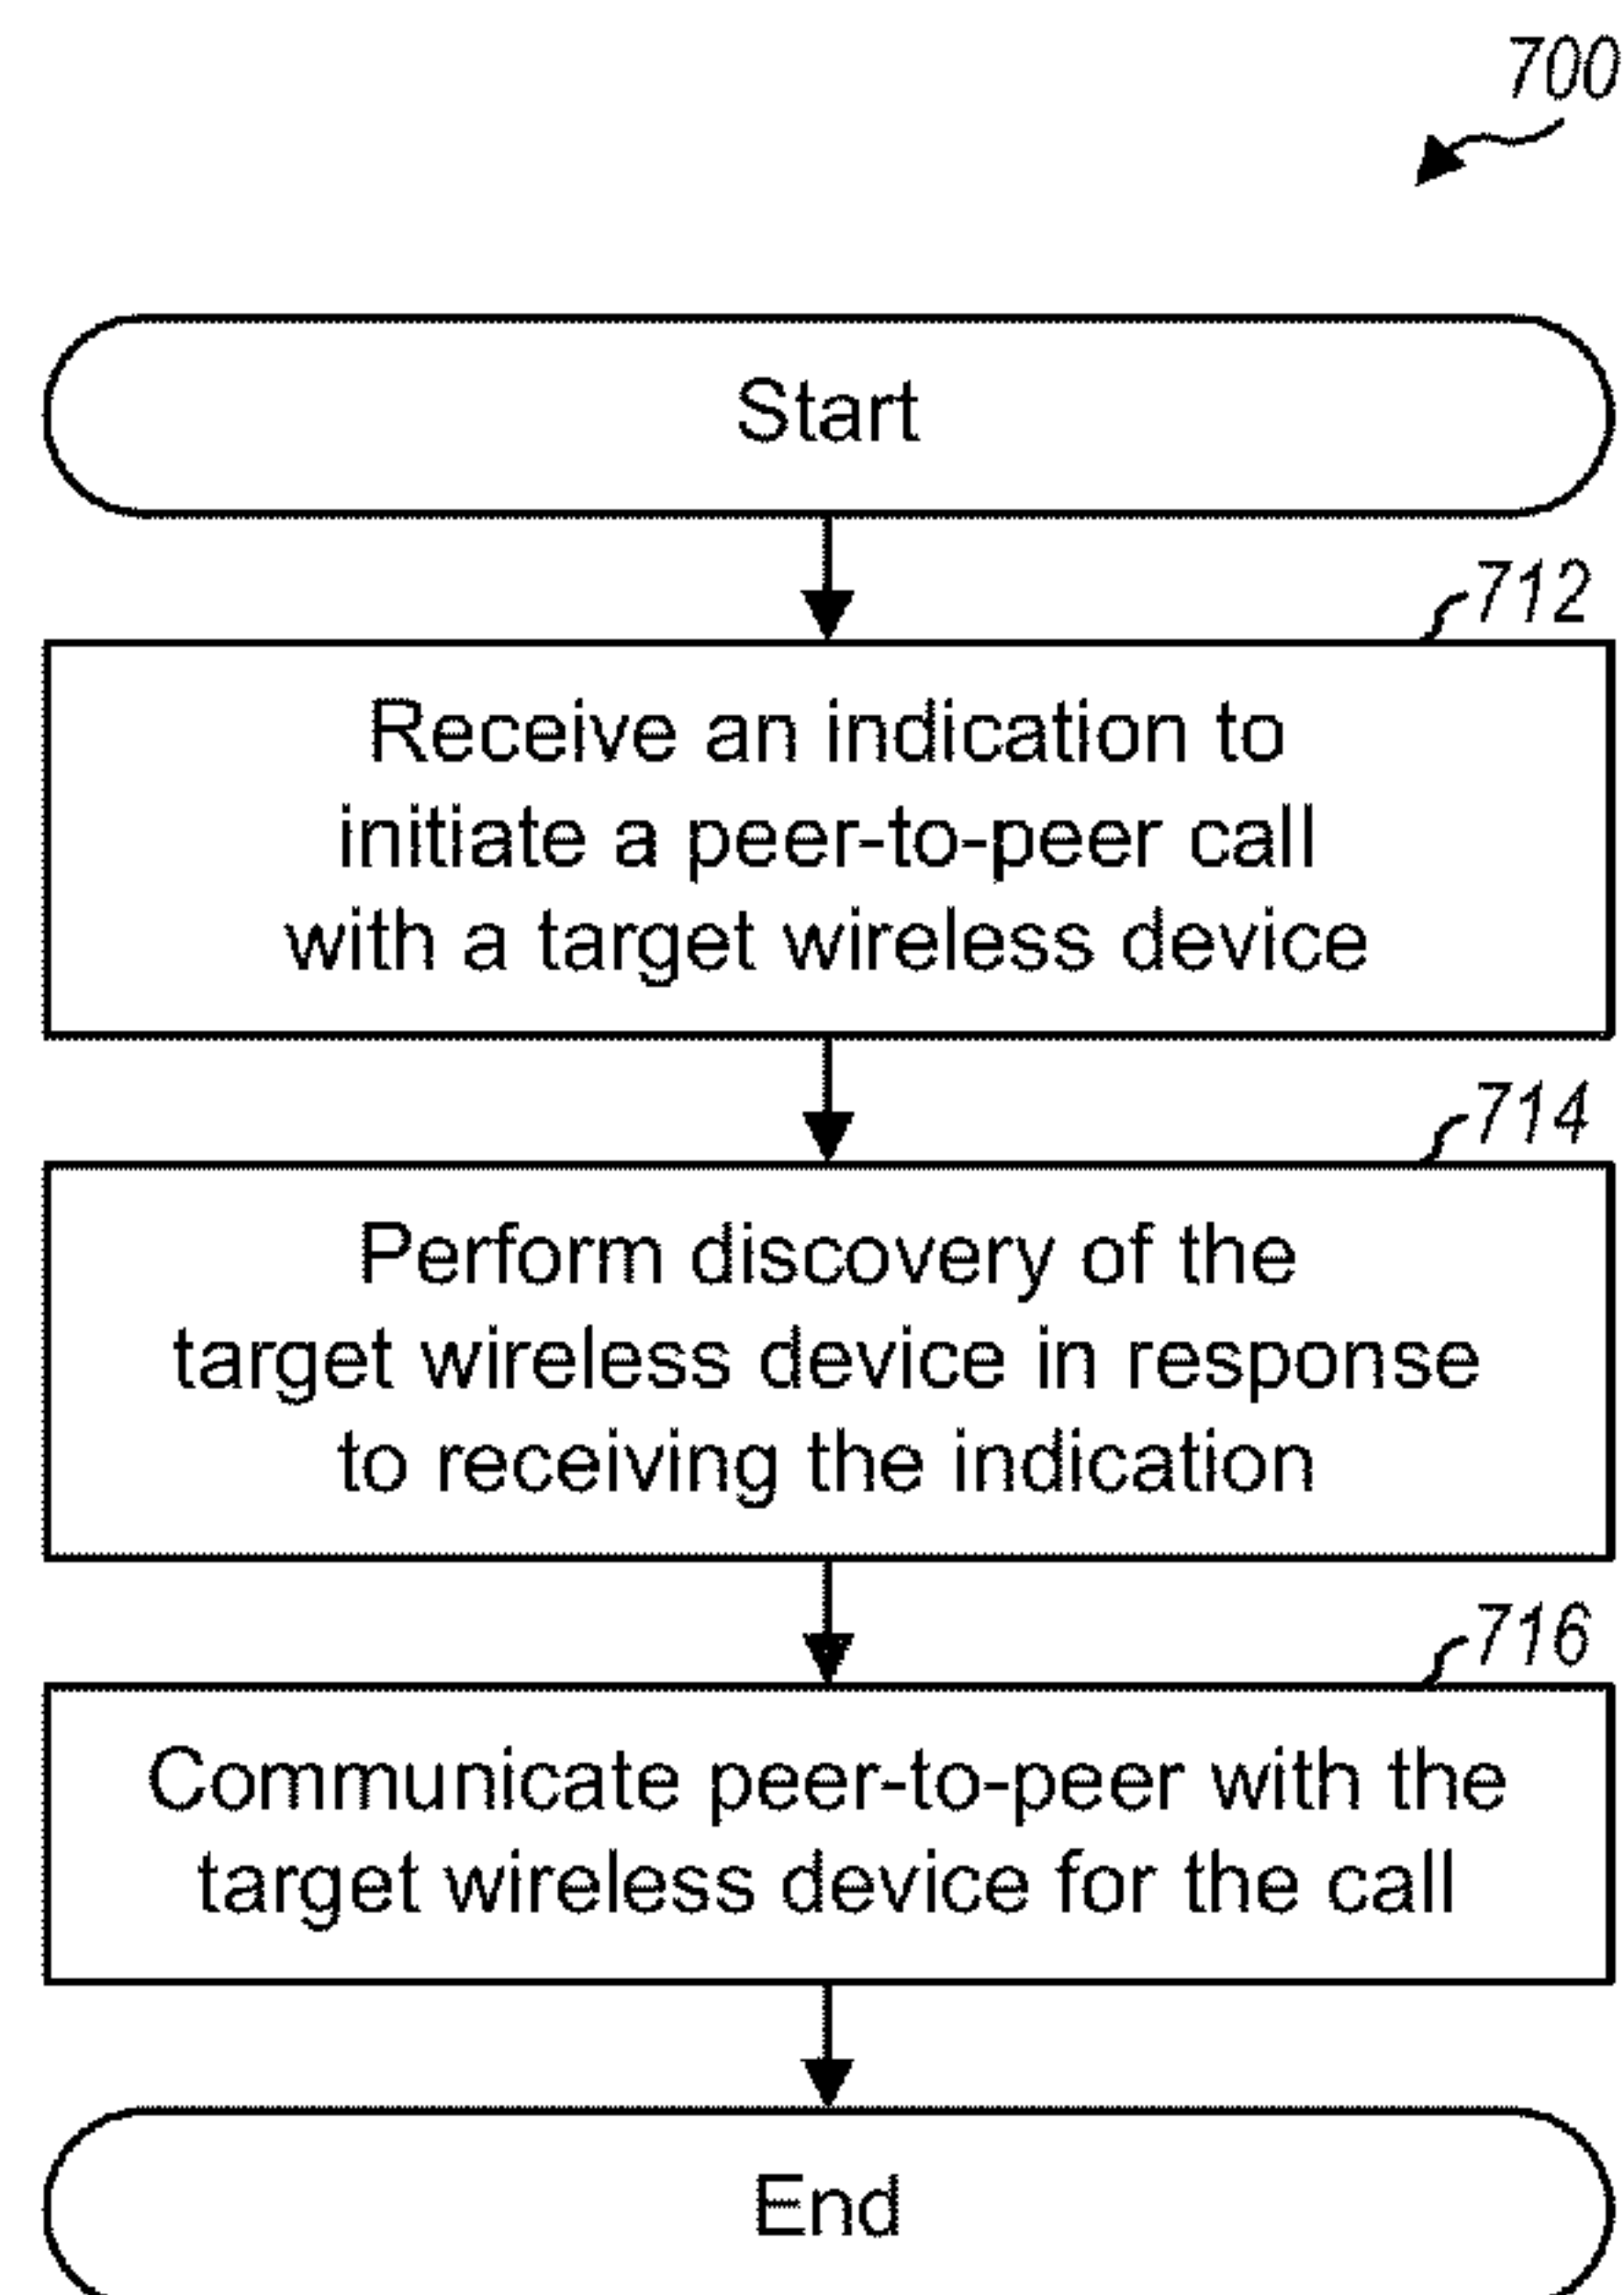 700
Start
712
Receive an indication to
initiate a peer-to-peer call
with a target wireless device
714
Perform discovery of the
target wireless device in response
to receiving the indication
716
Communicate peer-to-peer with the
target wireless device for the call
End